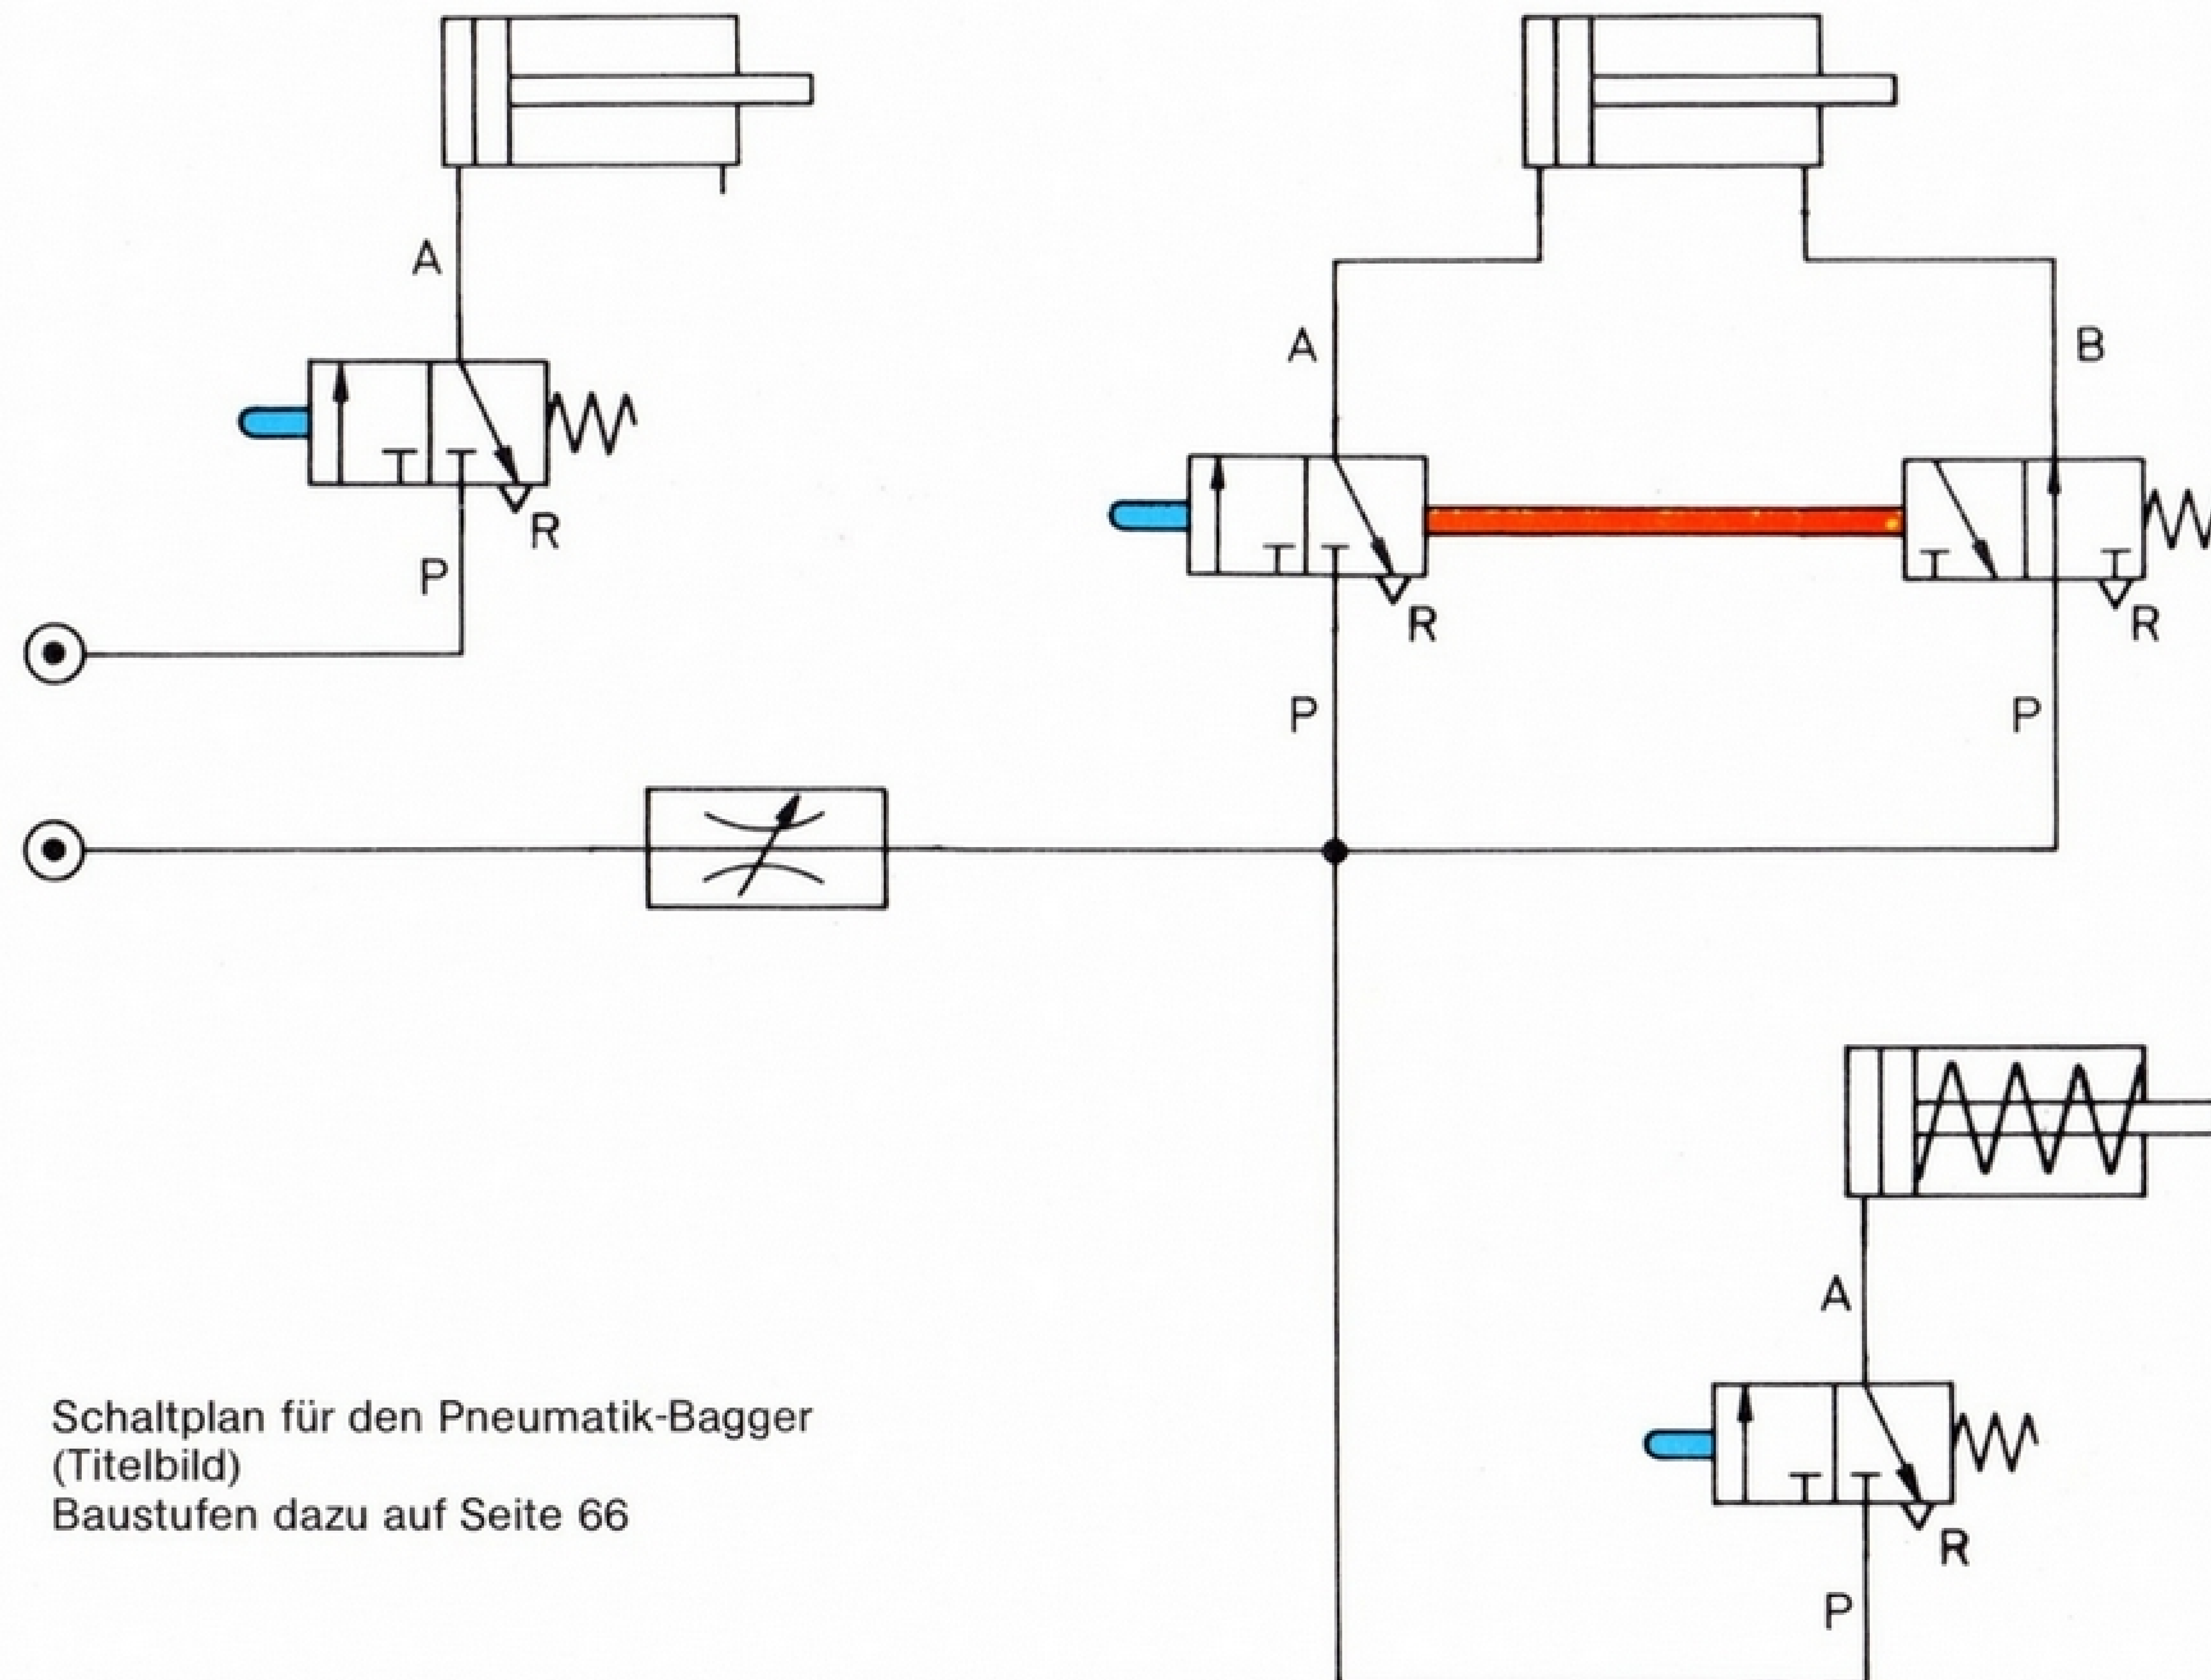 A
R
P
A
B
R
R
P
P
A
R
P
Schaltplan für den Pneumatik-Bagger
(Titelbild)
Baustufen dazu auf Seite 66